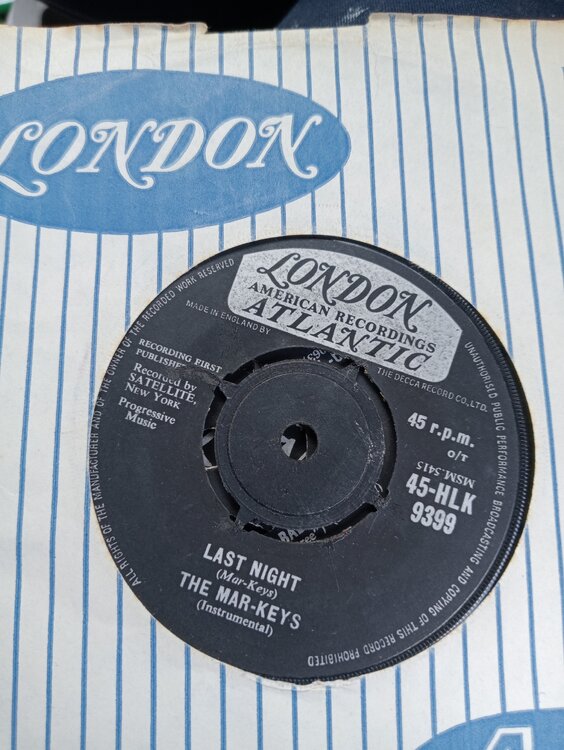 LONDON
LONDON
AMERICAN RECORDINGS
ATLANTIC
MADE IN ENGLAND BY
THE DECCA RECORD CO., LTD.
ALL RIGHTS OF THE MANUFACTURER AND OF THE OWNER OF THE RECORDED WORK RESERVED
UNAUTHORISED PUBLIC PERFORMANCE BROADCASTING AND COPYING OF THIS RECORD PROHIBITED
RECORDING FIRST
Recorded by
SATELLITE,
NEW YORK
Progressive
Music
45 r.p.m.
O/T
MSM.5415
45-HLK
9399
LAST NIGHT
(Mar-Keys)
THE MAR-KEYS
(Instrumental)